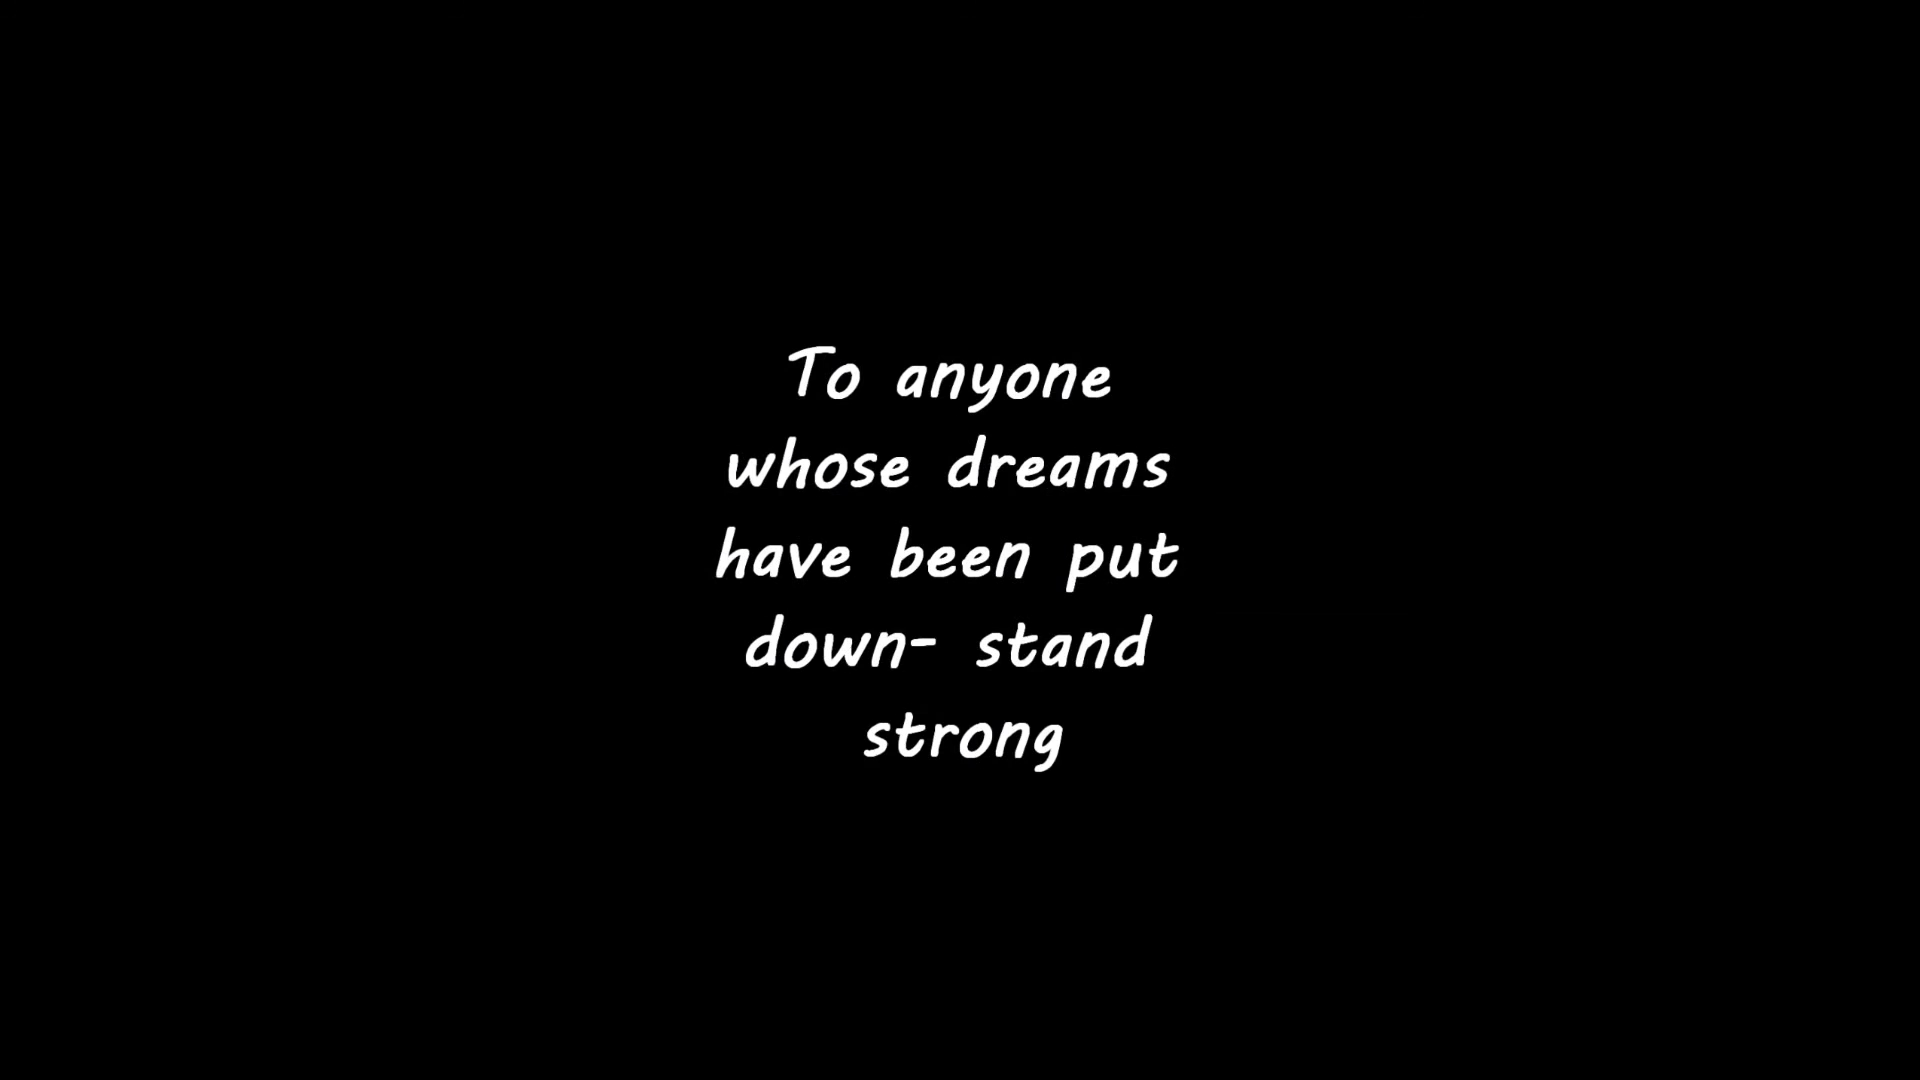 To anyone
whose dreams
have been put
down- stand
strong